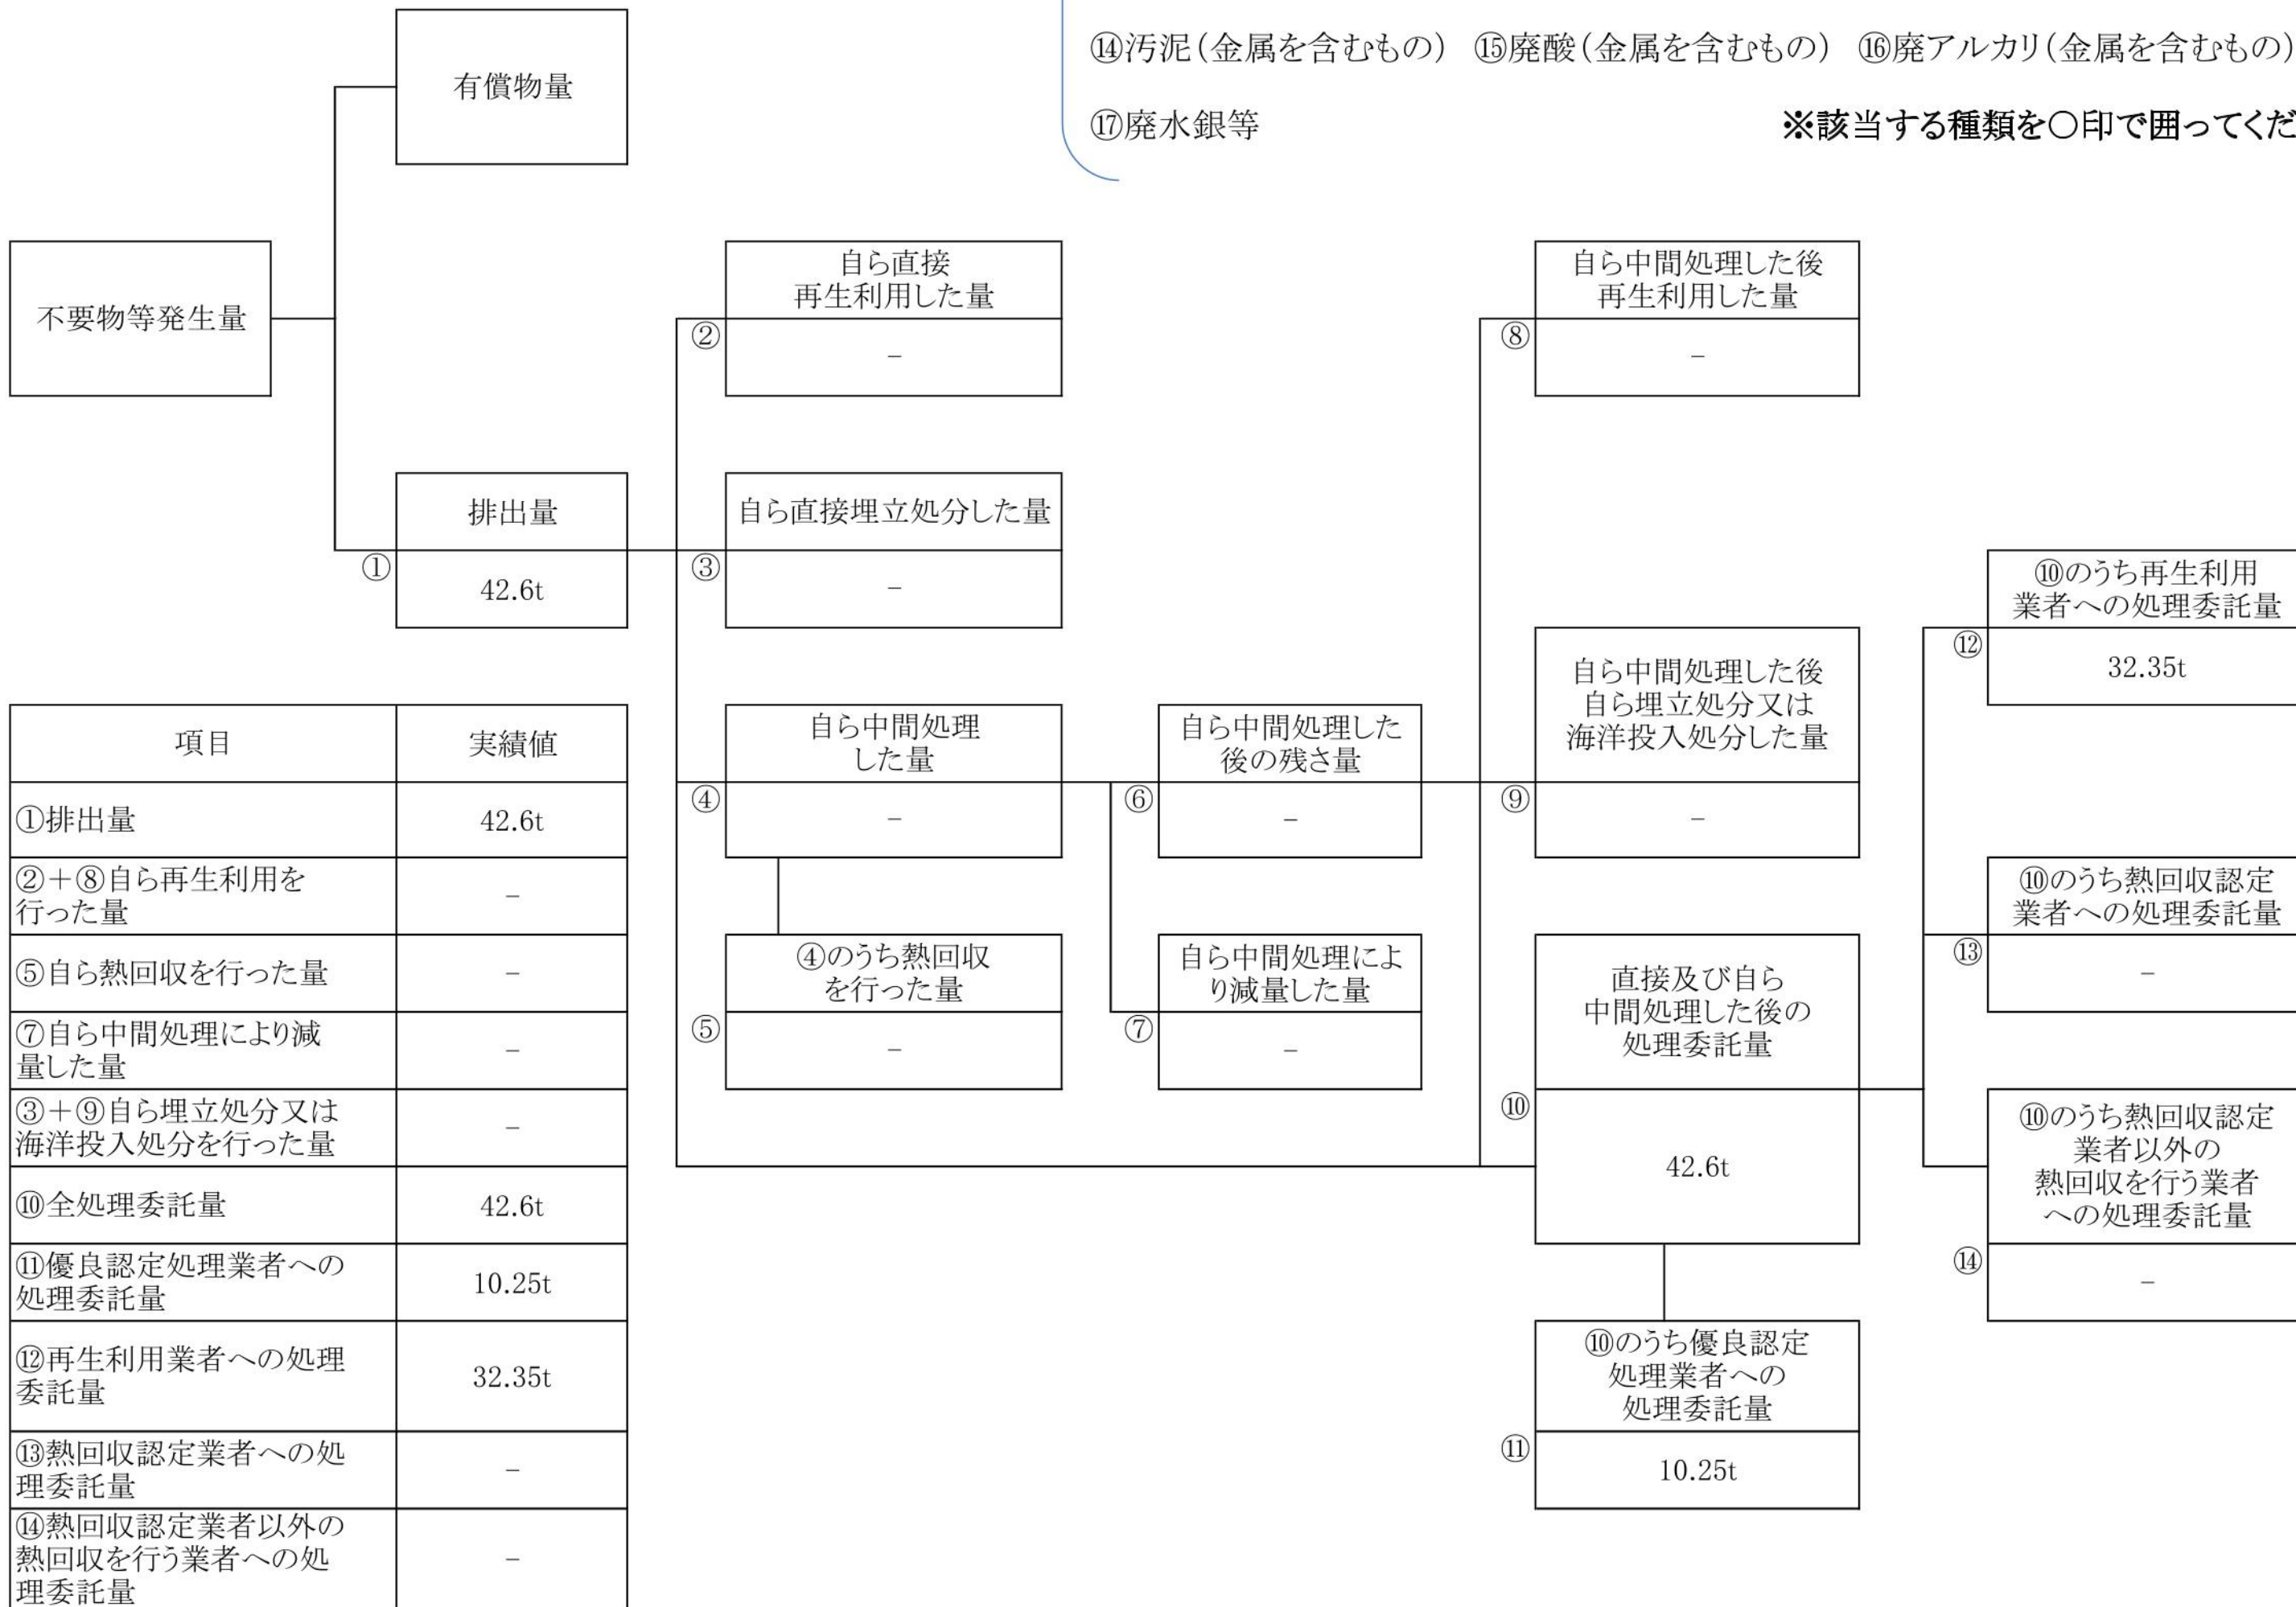 ⑭汚泥(金属を含むもの) ⑮廃酸(金属を含むもの) ⑯廃アルカリ(金属を含むもの)
⑰廃水銀等
※該当する種類を○印で囲ってくだ
有償物量
不要物等発生量
排出量
①
42.6t
自ら直接
再生利用した量
②
－
自ら直接埋立処分した量
③
－
自ら中間処理
した量
④
－
④のうち熱回収
を行った量
⑤
－
自ら中間処理した
後の残さ量
⑥
－
自ら中間処理によ
り減量した量
⑦
－
自ら中間処理した後
再生利用した量
⑧
－
自ら中間処理した後
自ら埋立処分又は
海洋投入処分した量
⑨
－
直接及び自ら
中間処理した後の
処理委託量
⑩
42.6t
⑩のうち優良認定
処理業者への
処理委託量
⑪
10.25t
⑩のうち再生利用
業者への処理委託量
⑫
32.35t
⑩のうち熱回収認定
業者への処理委託量
⑬
－
⑩のうち熱回収認定
業者以外の
熱回収を行う業者
への処理委託量
⑭
－
項目 実績値
①排出量 42.6t
②＋⑧自ら再生利用を
行った量
－
⑤自ら熱回収を行った量 －
⑦自ら中間処理により減
量した量
－
③＋⑨自ら埋立処分又は
海洋投入処分を行った量
－
⑩全処理委託量 42.6t
⑪優良認定処理業者への
処理委託量
10.25t
⑫再生利用業者への処理
委託量
32.35t
⑬熱回収認定業者への処
理委託量
－
⑭熱回収認定業者以外の
熱回収を行う業者への処
理委託量
－